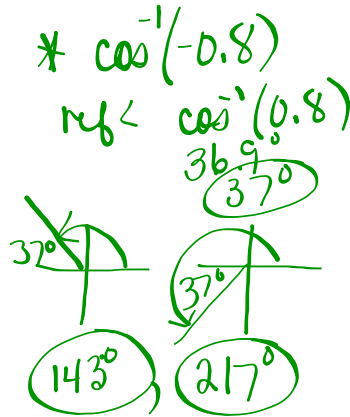 * cos⁻¹(-0.8)
ref< cos⁻¹(0.8)
36.9°
37°
37° 37°
143° 217°